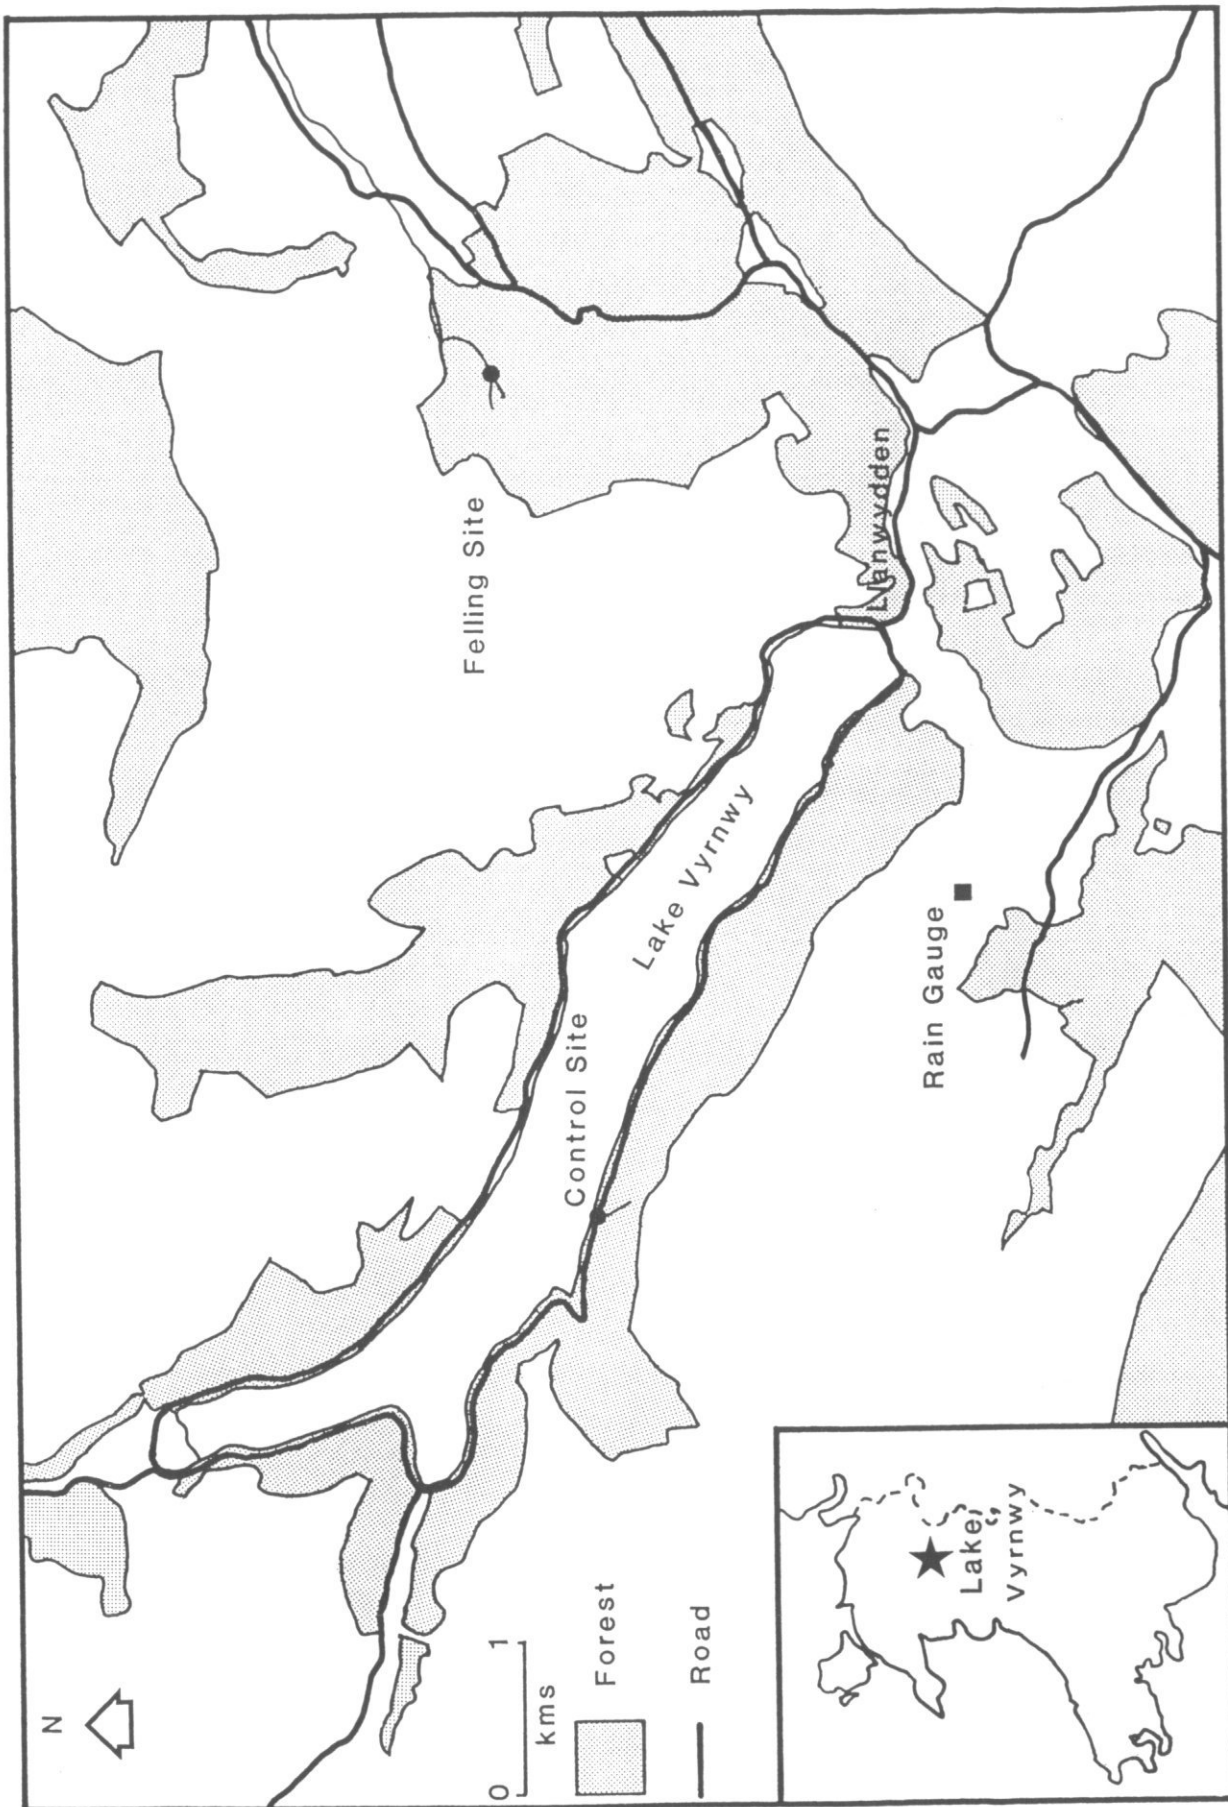 N
0 1
kms
Forest
Road
Felling Site
Llanwydden
Lake Vyrnwy
Control Site
Rain Gauge
Lake
Vyrnwy